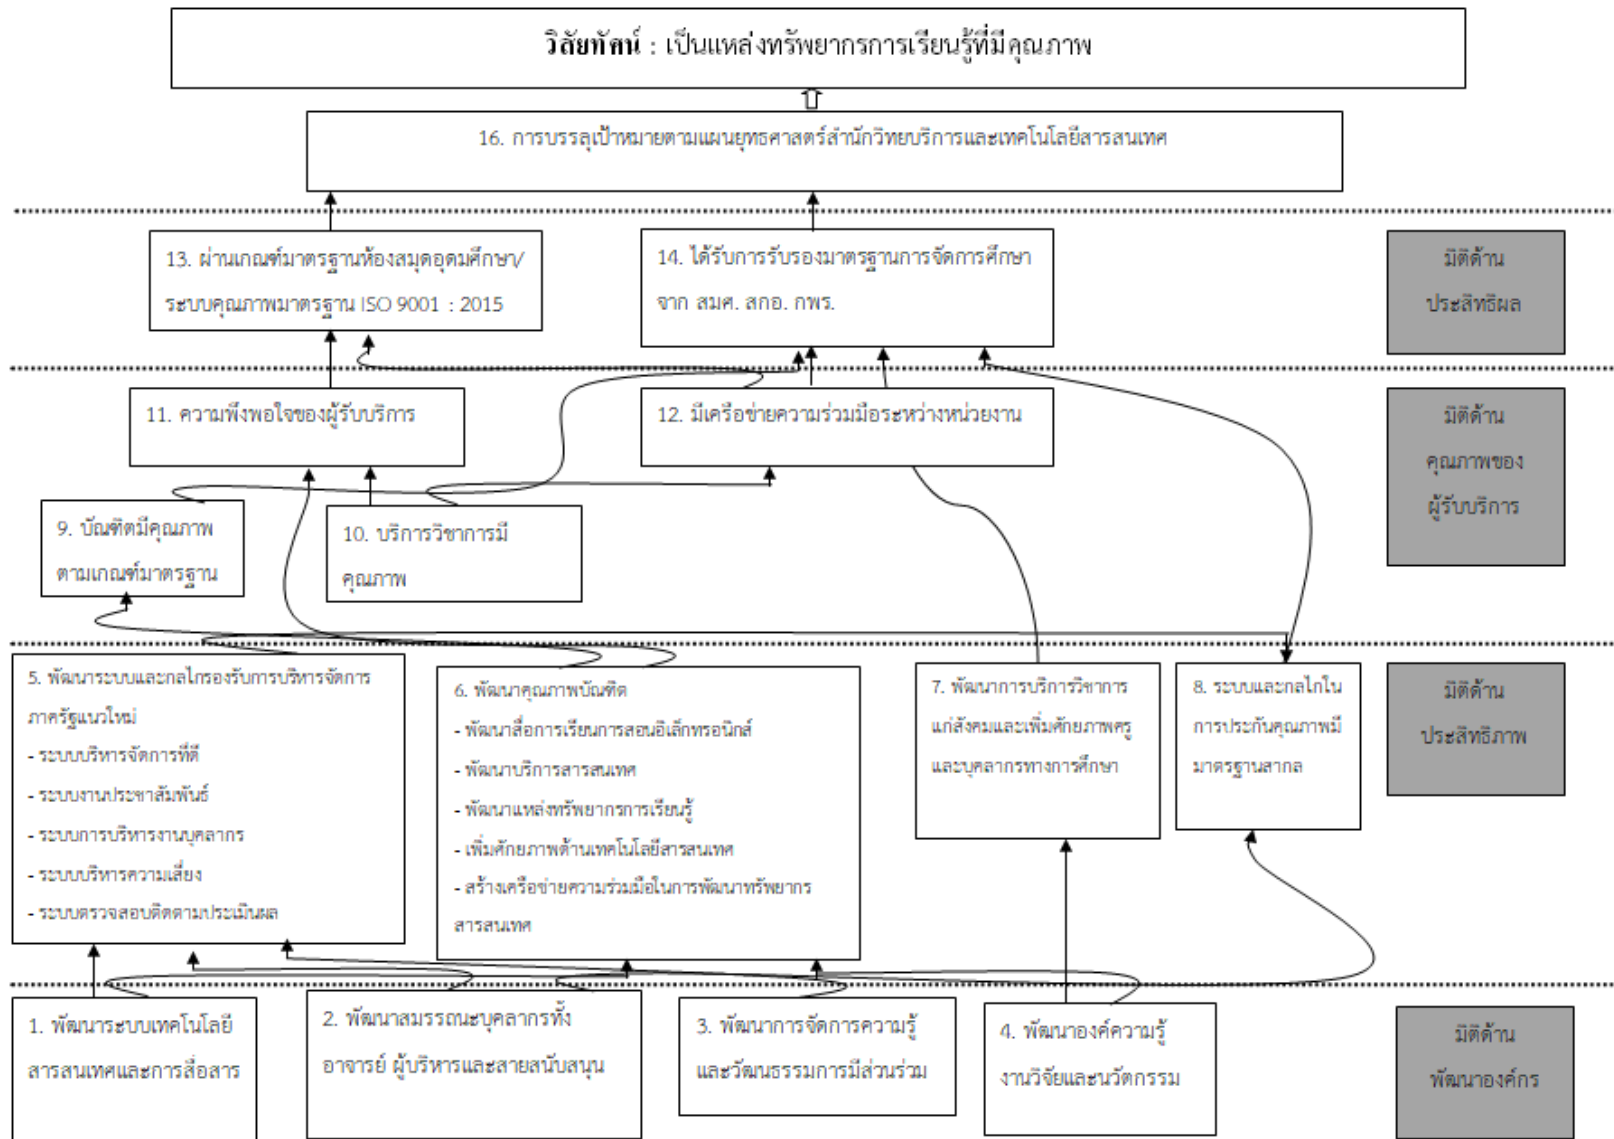 วิสัยทัศน์ : เป็นแหล่งทรัพยากรการเรียนรู้ที่มีคุณภาพ
16. การบรรลุเป้าหมายตามแผนยุทธศาสตร์สำนักวิทยบริการและเทคโนโลยีสารสนเทศ
13. ผ่านเกณฑ์มาตรฐานห้องสมุดอุดมศึกษา/
ระบบคุณภาพมาตรฐาน ISO 9001 : 2015
14. ได้รับการรับรองมาตรฐานการจัดการศึกษา
จาก สมศ. สกอ. กพร.
มิติด้าน
ประสิทธิผล
11. ความพึงพอใจของผู้รับบริการ
12. มีเครือข่ายความร่วมมือระหว่างหน่วยงาน
มิติด้าน
คุณภาพของ
ผู้รับบริการ
9. บัณฑิตมีคุณภาพ
ตามเกณฑ์มาตรฐาน
10. บริการวิชาการมี
คุณภาพ
5. พัฒนาระบบและกลไกรองรับการบริหารจัดการ
ภาครัฐแนวใหม่
- ระบบบริหารจัดการที่ดี
- ระบบงานประชาสัมพันธ์
- ระบบการบริหารงานบุคลากร
- ระบบบริหารความเสี่ยง
- ระบบตรวจสอบติดตามประเมินผล
6. พัฒนาคุณภาพบัณฑิต
- พัฒนาสื่อการเรียนการสอนอิเล็กทรอนิกส์
- พัฒนาบริการสารสนเทศ
- พัฒนาแหล่งทรัพยากรการเรียนรู้
- เพิ่มศักยภาพด้านเทคโนโลยีสารสนเทศ
- สร้างเครือข่ายความร่วมมือในการพัฒนาทรัพยากร
สารสนเทศ
7. พัฒนาการบริการวิชาการ
แก่สังคมและเพิ่มศักยภาพครู
และบุคลากรทางการศึกษา
8. ระบบและกลไกใน
การประกันคุณภาพมี
มาตรฐานสากล
มิติด้าน
ประสิทธิภาพ
1. พัฒนาระบบเทคโนโลยี
สารสนเทศและการสื่อสาร
2. พัฒนาสมรรถนะบุคลากรทั้ง
อาจารย์ ผู้บริหารและสายสนับสนุน
3. พัฒนาการจัดการความรู้
และวัฒนธรรมการมีส่วนร่วม
4. พัฒนาองค์ความรู้
งานวิจัยและนวัตกรรม
มิติด้าน
พัฒนาองค์กร